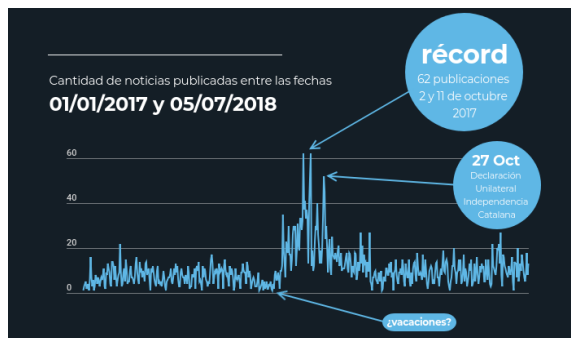 récord
62 publicaciones
2 y 11 de octubre
2017
Cantidad de noticias publicadas entre las fechas
01/01/2017 y 05/07/2018
27 Oct
Declaración
Unilateral
Independencia
Catalana
60
40
20
0
¿vacaciones?